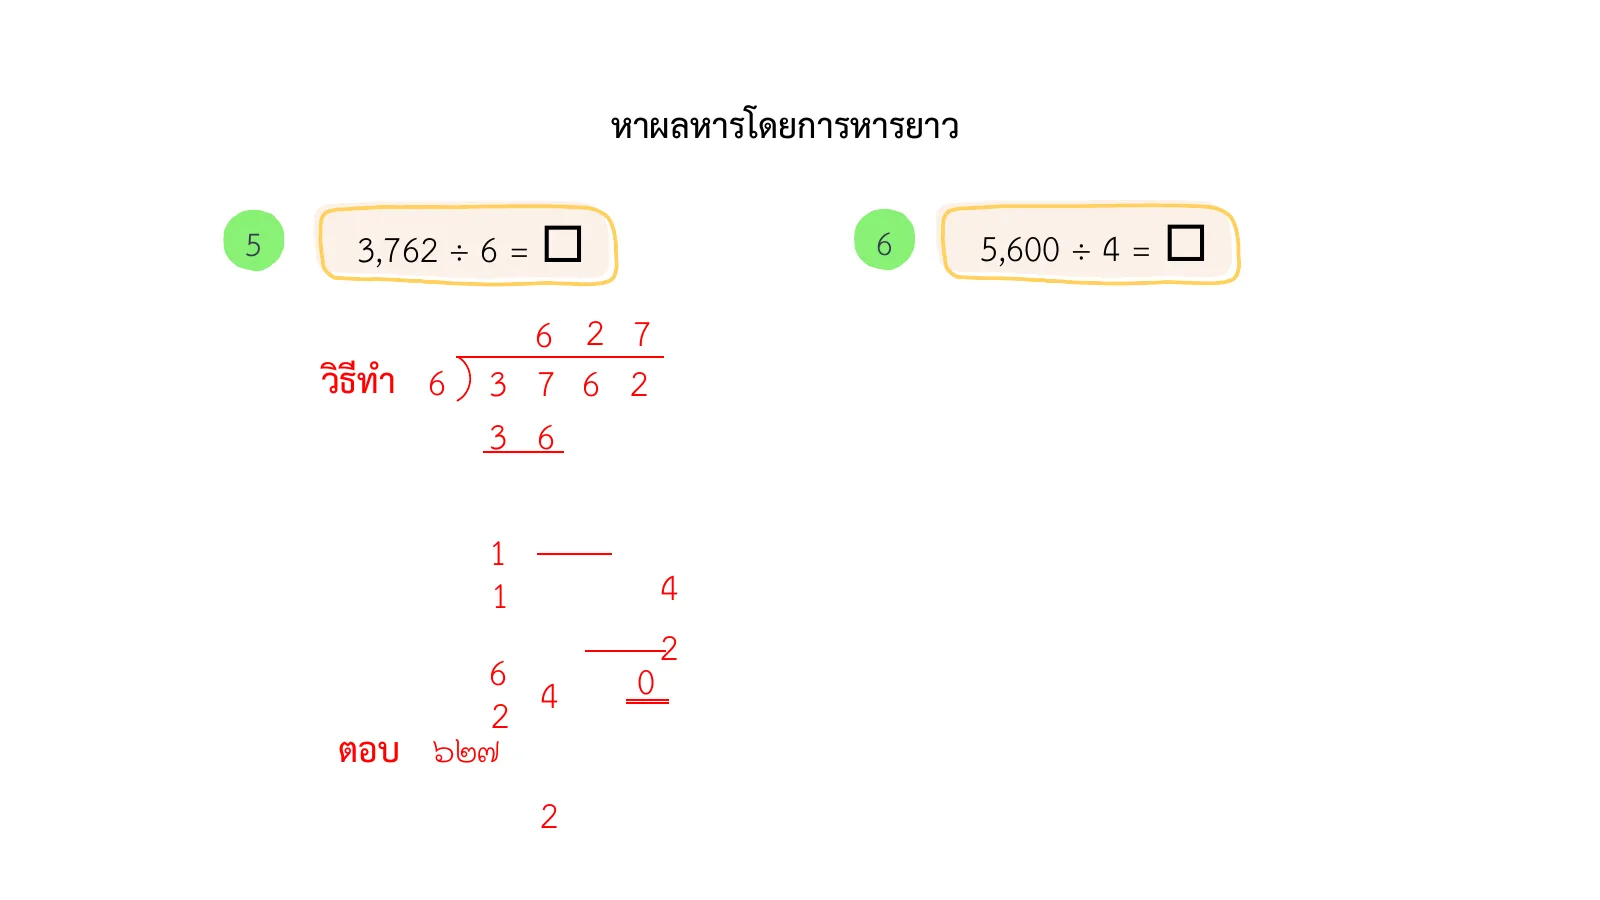 หาผลหารโดยการหารยาว
5 3,762 ÷ 6 = □
6 5,600 ÷ 4 = □
6 2 7
วิธีทำ 6 3 7 6 2
3 6
1
1 4
2
6
4 0
2
ตอบ ๖๒๗
2